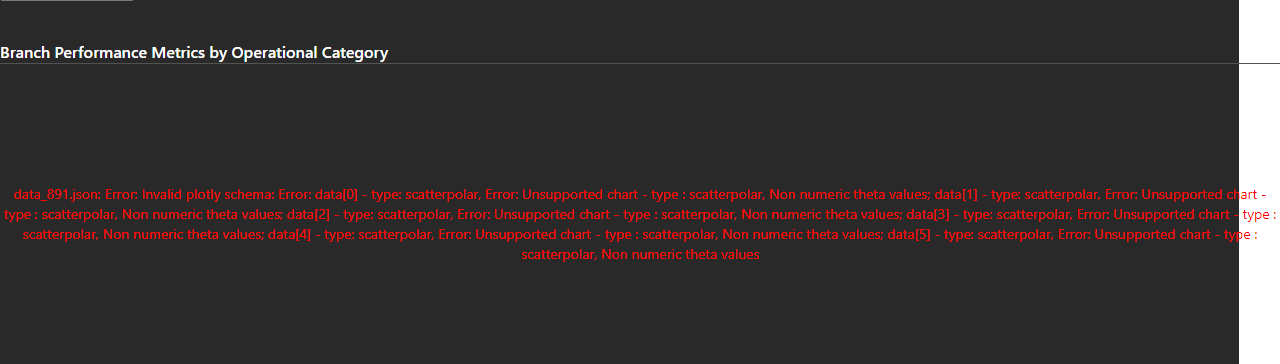 Branch Performance Metrics by Operational Category
data_891.json: Error: Invalid plotly schema: Error: data[0] - type: scatterpolar, Error: Unsupported chart - type : scatterpolar, Non numeric theta values; data[1] - type: scatterpolar, Error: Unsupported chart -
type : scatterpolar, Non numeric theta values; data[2] - type: scatterpolar, Error: Unsupported chart - type : scatterpolar, Non numeric theta values; data[3] - type: scatterpolar, Error: Unsupported chart - type :
scatterpolar, Non numeric theta values; data[4] - type: scatterpolar, Error: Unsupported chart - type : scatterpolar, Non numeric theta values; data[5] - type: scatterpolar, Error: Unsupported chart - type :
scatterpolar, Non numeric theta values